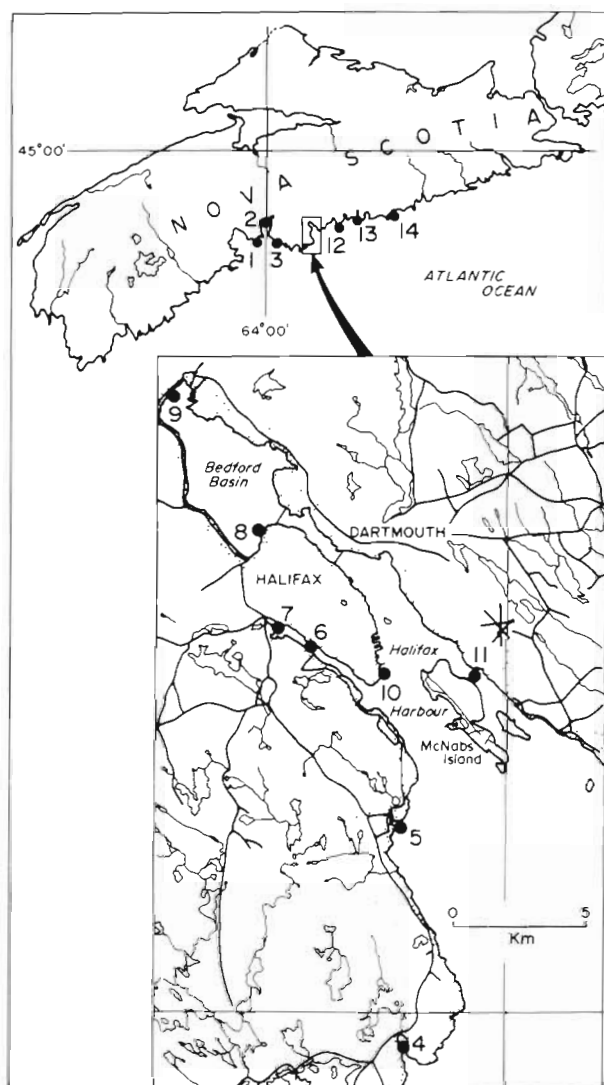 45°00'
NOVA SCOTIA
2
1
3
12
13
14
ATLANTIC
OCEAN
64°00'
9
Bedford
Basin
8
DARTMOUTH
HALIFAX
7
6
Halifax
11
10
Harbour
McNabs
Island
5
0 5
Km
4